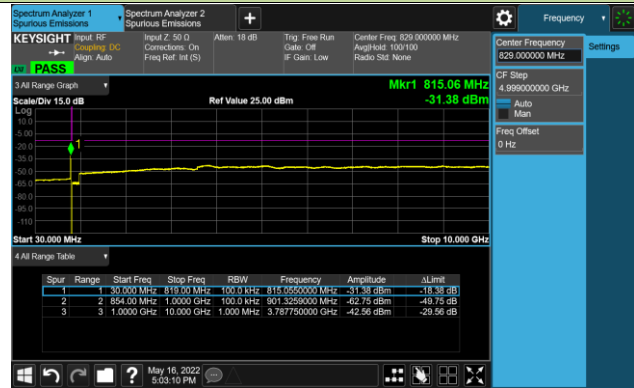 Spectrum Analyzer 1
Spurious Emissions
Spectrum Analyzer 2
Spurious Emissions
+
Frequency
KEYSIGHT
Input: RF
Coupling: DC
Align: Auto
Input Z: 50 Ω
Corrections: On
Freq Ref: Int (S)
Atten: 18 dB
Trig: Free Run
Gate: Off
IF Gain: Low
Center Freq: 829.000000 MHz
Avg|Hold: 100/100
Radio Std: None
PASS
Center Frequency
829.000000 MHz
Settings
CF Step
4.999000000 GHz
Auto
Man
Freq Offset
0 Hz
3 All Range Graph
Mkr1 815.06 MHz
-31.38 dBm
Scale/Div 15.0 dB
Ref Value 25.00 dBm
Log
10.0
-5.00
-20.0
-35.0
-50.0
-65.0
-80.0
-95.0
-110
1
Start 30.000 MHz
Stop 10.000 GHz
4 All Range Table
Spur Range Start Freq Stop Freq RBW Frequency Amplitude ΔLimit
1 1 30.000 MHz 819.00 MHz 100.0 kHz 815.0550000 MHz -31.38 dBm -18.38 dB
2 2 854.00 MHz 1.0000 GHz 100.0 kHz 901.3259000 MHz -62.75 dBm -49.75 dB
3 3 1.0000 GHz 10.000 GHz 1.000 MHz 3.787750000 MHz -42.56 dBm -29.56 dB
?
May 16, 2022
5:03:10 PM